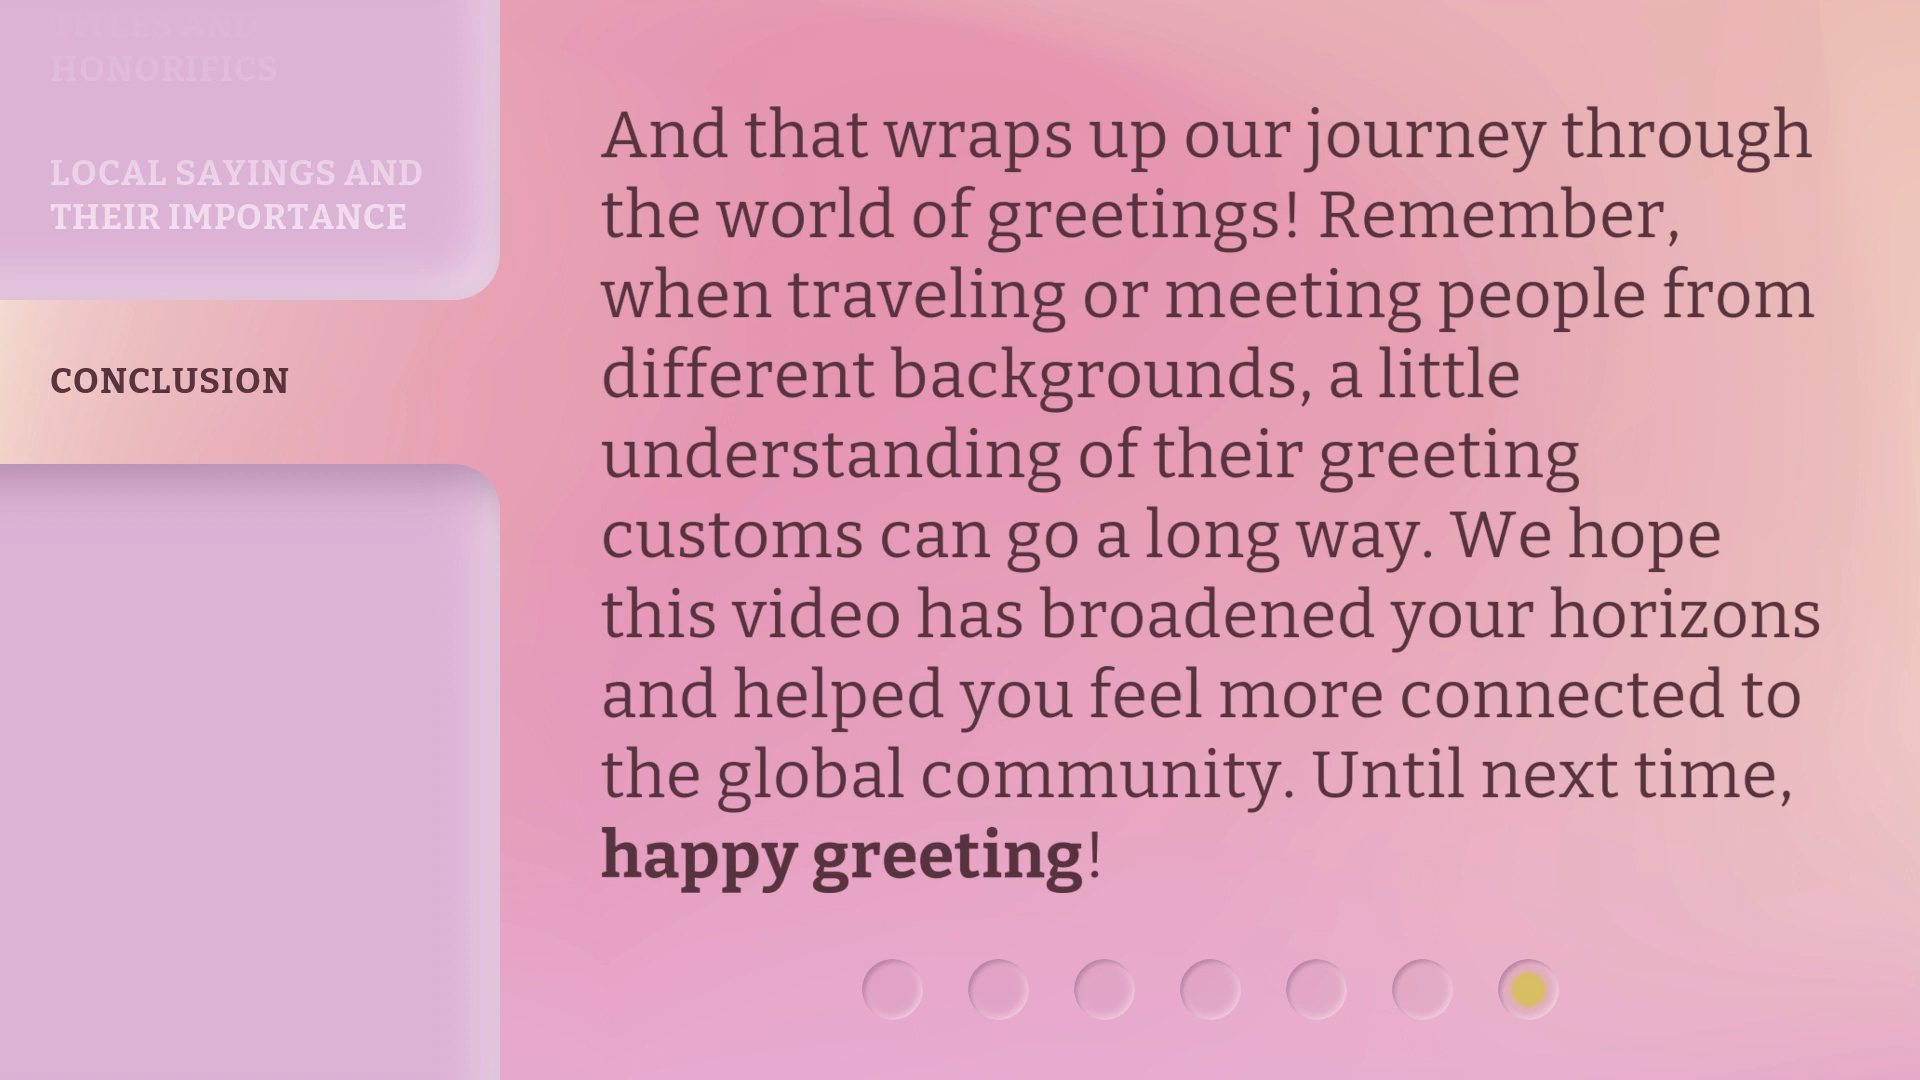 TITLES AND
HONORIFICS
LOCAL SAYINGS AND
THEIR IMPORTANCE
CONCLUSION
And that wraps up our journey through
the world of greetings! Remember,
when traveling or meeting people from
different backgrounds, a little
understanding of their greeting
customs can go a long way. We hope
this video has broadened your horizons
and helped you feel more connected to
the global community. Until next time,
happy greeting!